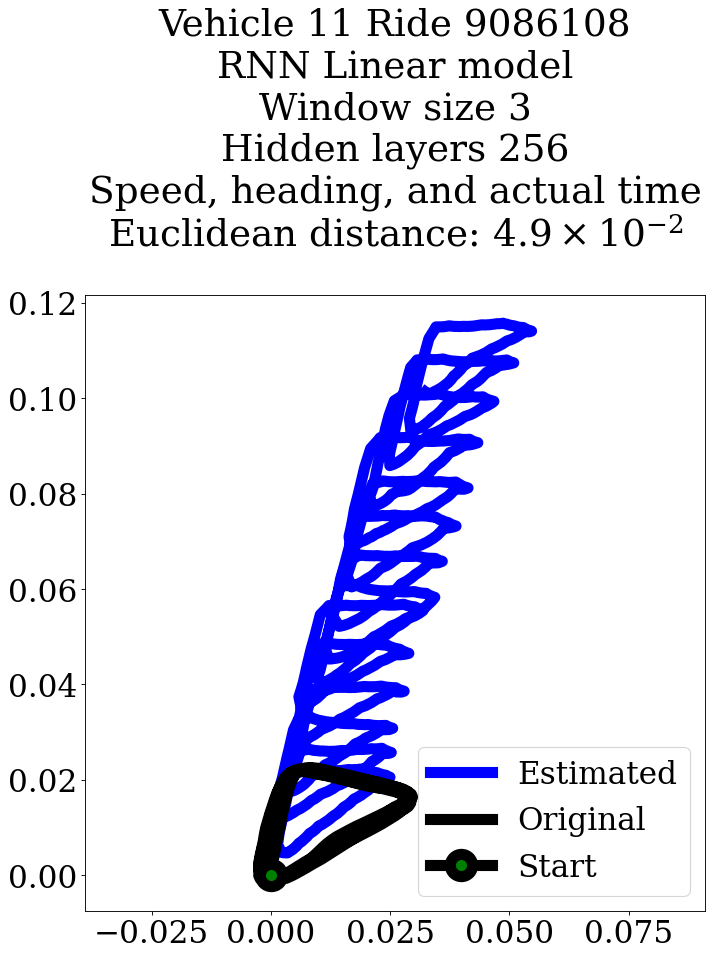 Vehicle 11 Ride 9086108
RNN Linear model
Window size 3
Hidden layers 256
Speed, heading, and actual time
Euclidean distance: 4.9 × 10⁻²
0.12
0.10
0.08
0.06
0.04
0.02
0.00
Estimated
Original
Start
−0.025 0.000 0.025 0.050 0.075